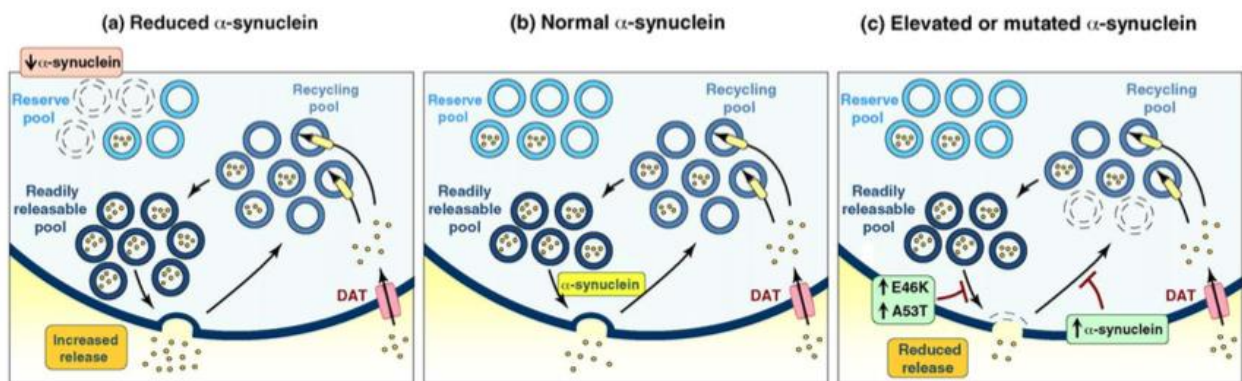 (a) Reduced α-synuclein
↓α-synuclein
Reserve
pool
Recycling
pool
Readily
releasable
pool
DAT
Increased
release
(b) Normal α-synuclein
Reserve
pool
Recycling
pool
Readily
releasable
pool
α-synuclein
DAT
(c) Elevated or mutated α-synuclein
Reserve
pool
Recycling
pool
Readily
releasable
pool
↑ E46K
↑ A53T
DAT
↑ α-synuclein
Reduced
release